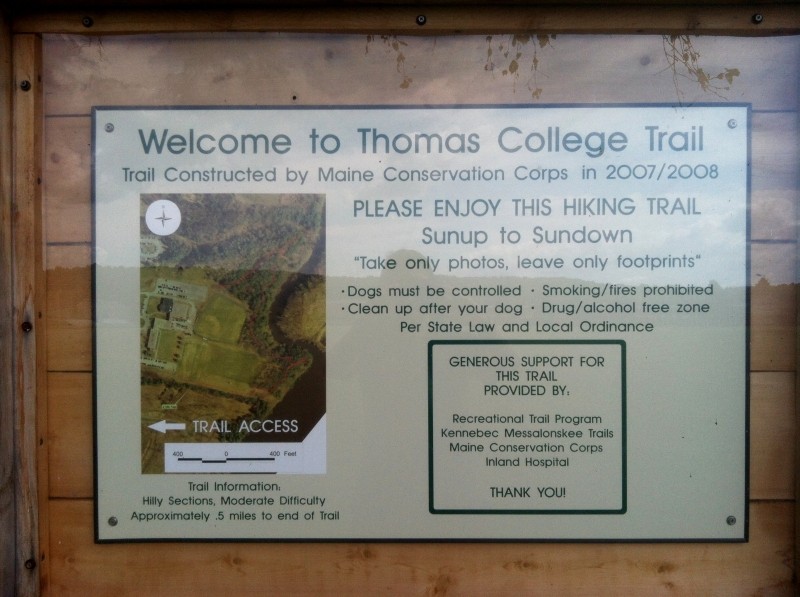 Welcome to Thomas College Trail
Trail Constructed by Maine Conservation Corps in 2007/2008
PLEASE ENJOY THIS HIKING TRAIL
Sunup to Sundown
"Take only photos, leave only footprints"
· Dogs must be controlled · Smoking/fires prohibited
· Clean up after your dog · Drug/alcohol free zone
Per State Law and Local Ordinance
GENEROUS SUPPORT FOR
THIS TRAIL
PROVIDED BY:
Recreational Trail Program
Kennebec Messalonskee Trails
Maine Conservation Corps
Inland Hospital
THANK YOU!
TRAIL ACCESS
400 0 400 Feet
Trail Information:
Hilly Sections, Moderate Difficulty
Approximately .5 miles to end of Trail